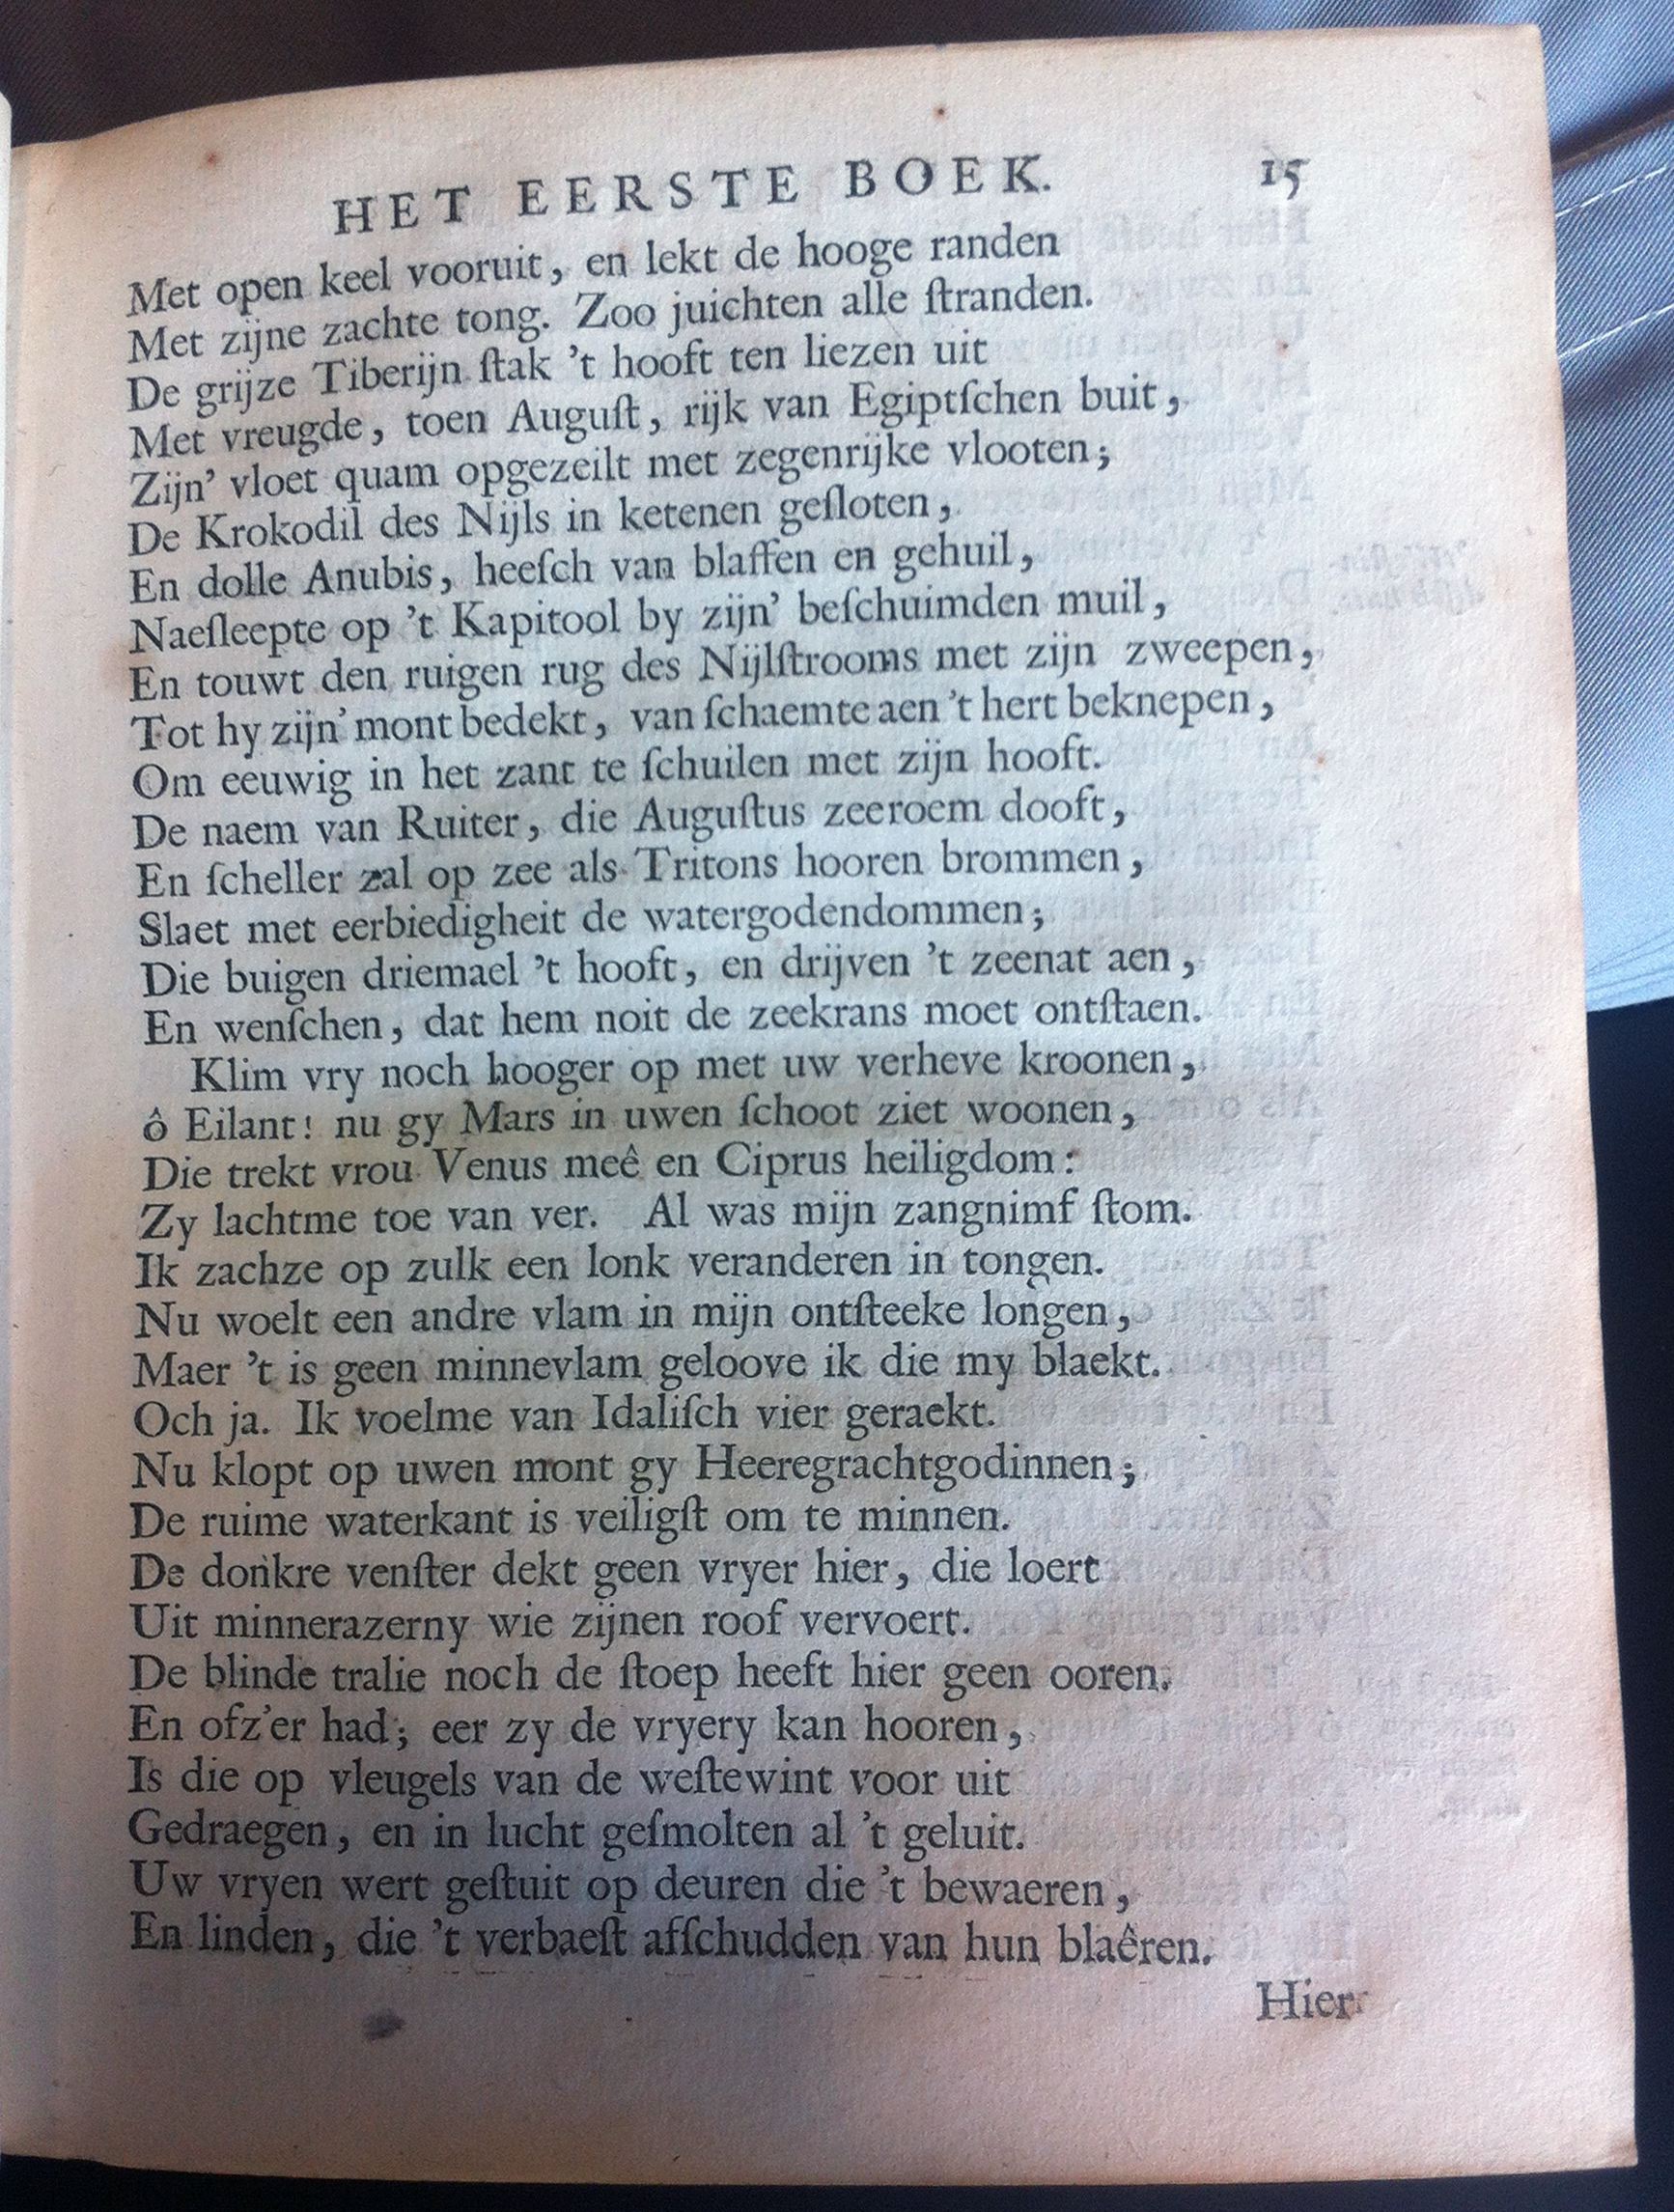 HET EERSTE BOEK. 15
Met open keel vooruit, en lekt de hooge randen
Met zijne zachte tong. Zoo juichten alle ſtranden.
De grijze Tiberijn ſtak 't hooft ten liezen uit
Met vreugde, toen Auguſt, rijk van Egiptſchen buit,
Zijn' vloet quam opgezeilt met zegenrijke vlooten;
De Krokodil des Nijls in ketenen geſloten,
En dolle Anubis, heeſch van blaffen en gehuil,
Naeſleepte op 't Kapitool by zijn' beſchuimden muil,
En touwt den ruigen rug des Nijlſtrooms met zijn zweepen,
Tot hy zijn' mont bedekt, van ſchaemte aen 't hert beknepen,
Om eeuwig in het zant te ſchuilen met zijn hooft.
De naem van Ruiter, die Auguſtus zeeroem dooft,
En ſcheller zal op zee als Tritons hooren brommen,
Slaet met eerbiedigheit de watergodendommen;
Die buigen driemael 't hooft, en drijven 't zeenat aen,
En wenſchen, dat hem noit de zeekrans moet ontſtaen.
Klim vry noch hooger op met uw verheve kroonen,
ô Eilant! nu gy Mars in uwen ſchoot ziet woonen,
Die trekt vrou Venus meê en Ciprus heiligdom:
Zy lachtme toe van ver. Al was mijn zangnimf ſtom.
Ik zachze op zulk een lonk veranderen in tongen.
Nu woelt een andre vlam in mijn ontſteeke longen,
Maer 't is geen minnevlam geloove ik die my blaekt.
Och ja. Ik voelme van Idaliſch vier geraekt.
Nu klopt op uwen mont gy Heeregrachtgodinnen;
De ruime waterkant is veiligſt om te minnen.
De donkre venſter dekt geen vryer hier, die loert
Uit minnerazerny wie zijnen roof vervoert.
De blinde tralie noch de ſtoep heeft hier geen ooren.
En ofz'er had; eer zy de vryery kan hooren,
Is die op vleugels van de weſtewint voor uit
Gedraegen, en in lucht geſmolten al 't geluit.
Uw vryen wert geſtuit op deuren die 't bewaeren,
En linden, die 't verbaeſt afſchudden van hun blaêren.
Hier